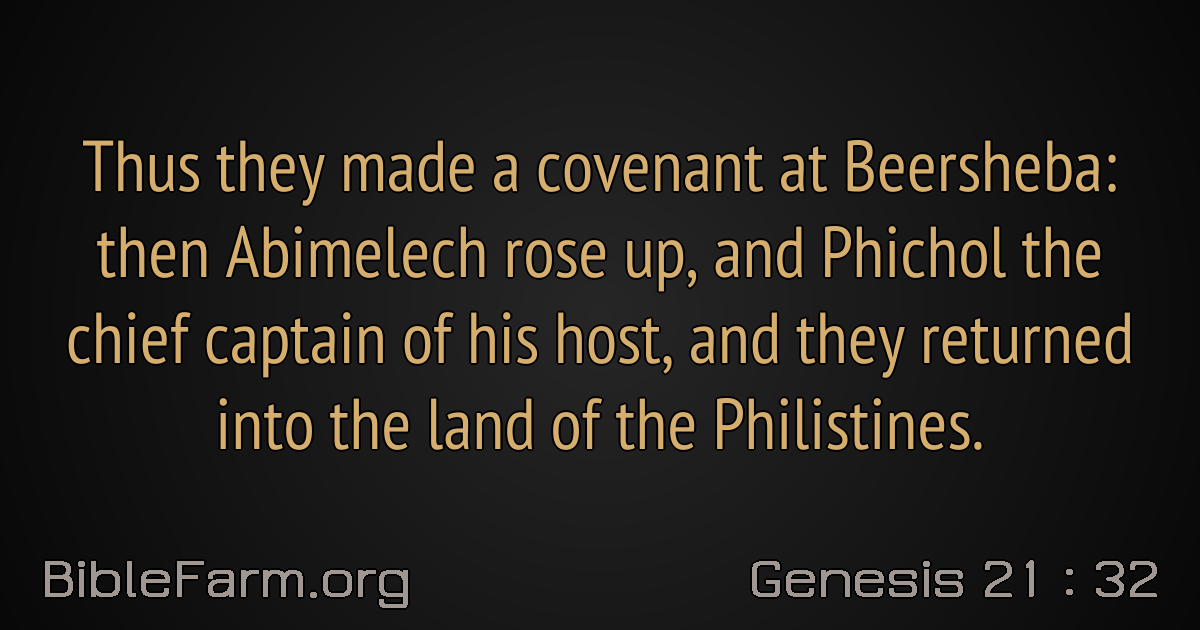 Thus they made a covenant at Beersheba:
then Abimelech rose up, and Phichol the
chief captain of his host, and they returned
into the land of the Philistines.
BibleFarm.org
Genesis 21 : 32